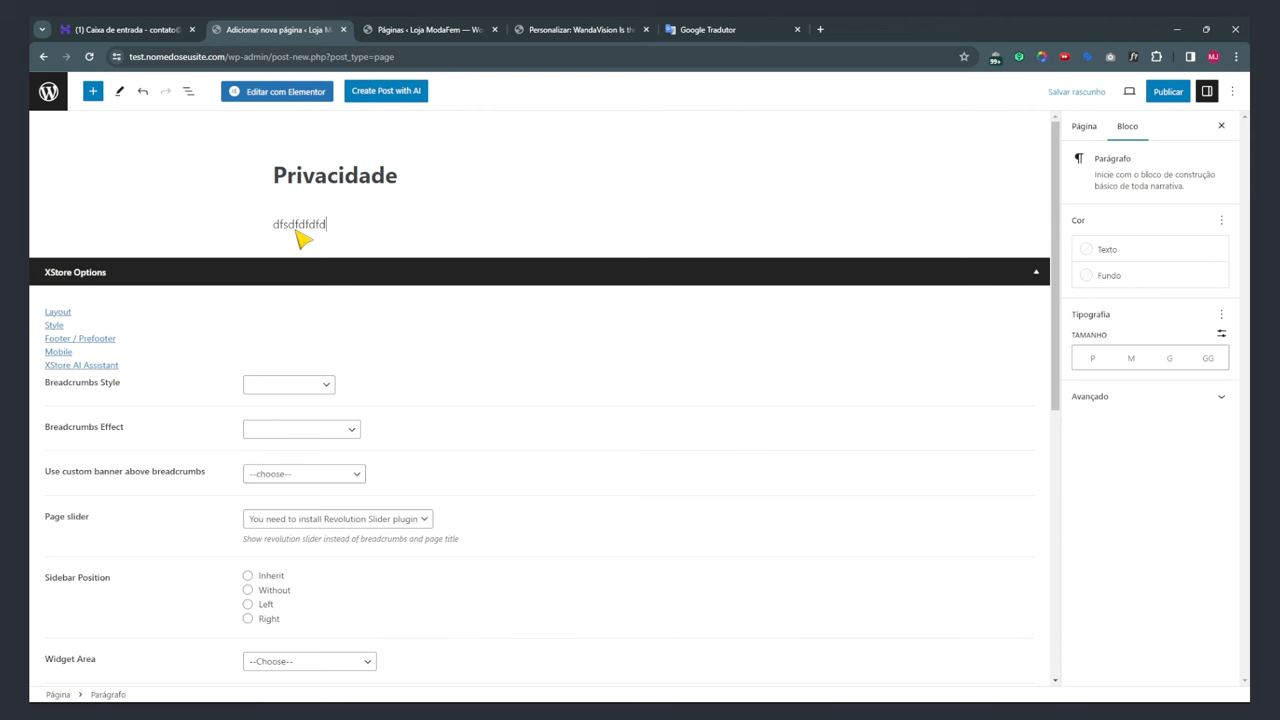 (1) Caixa de entrada - contato@
Adicionar nova página ‹ Loja M
Páginas ‹ Loja ModaFem — Wo
Personalizar: WandaVision Is th
Google Tradutor
test.nomedoseusite.com/wp-admin/post-new.php?post_type=page
99+
f?
MJ
Editar com Elementor
Create Post with AI
Salvar rascunho
Publicar
Privacidade
dfsdfdfdfd
Página
Bloco
Parágrafo
Inicie com o bloco de construção
básico de toda narrativa.
Cor
Texto
Fundo
Tipografia
TAMANHO
P M G GG
Avançado
XStore Options
Layout
Style
Footer / Prefooter
Mobile
XStore AI Assistant
Breadcrumbs Style
Breadcrumbs Effect
Use custom banner above breadcrumbs
--choose--
Page slider
You need to install Revolution Slider plugin
Show revolution slider instead of breadcrumbs and page title
Sidebar Position
Inherit
Without
Left
Right
Widget Area
--Choose--
Página > Parágrafo